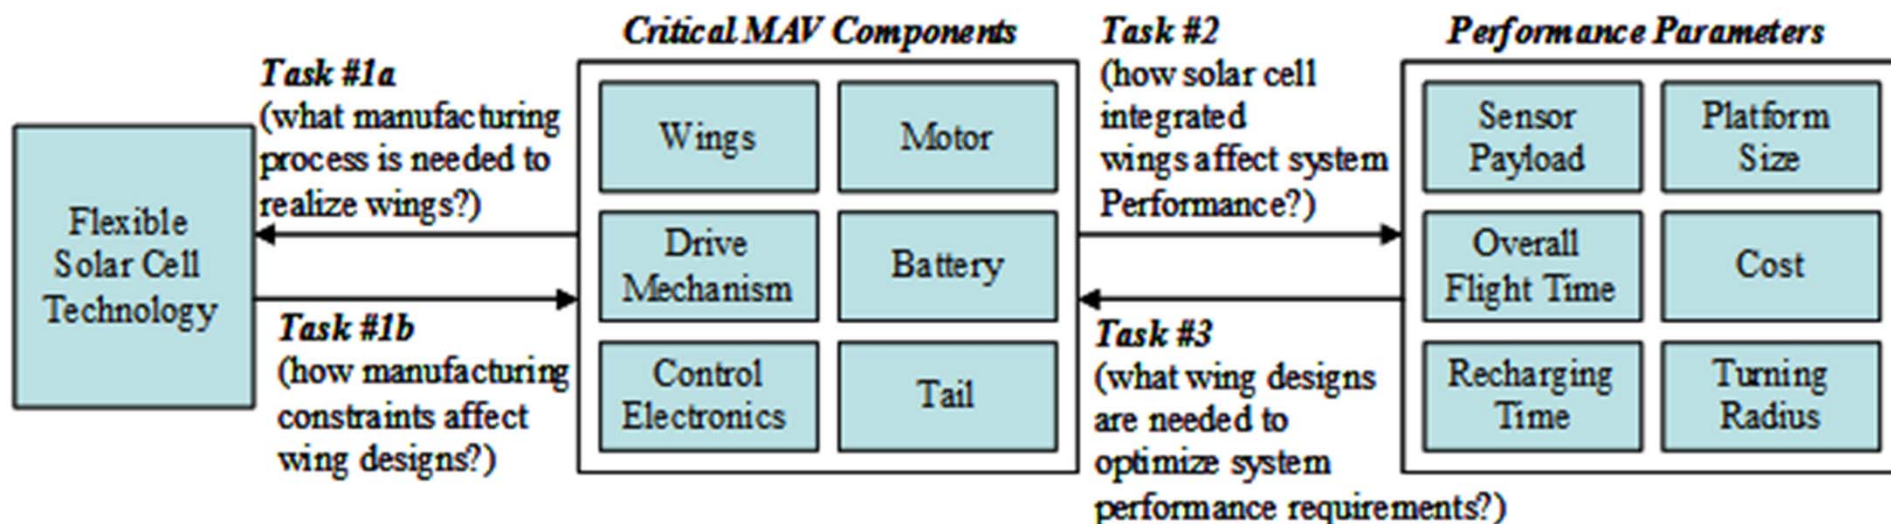 Flexible
Solar Cell
Technology
Task #1a
(what manufacturing
process is needed to
realize wings?)
Task #1b
(how manufacturing
constraints affect
wing designs?)
Critical MAV Components
Wings
Motor
Drive
Mechanism
Battery
Control
Electronics
Tail
Task #2
(how solar cell
integrated
wings affect system
Performance?)
Task #3
(what wing designs
are needed to
optimize system
performance requirements?)
Performance Parameters
Sensor
Payload
Platform
Size
Overall
Flight Time
Cost
Recharging
Time
Turning
Radius